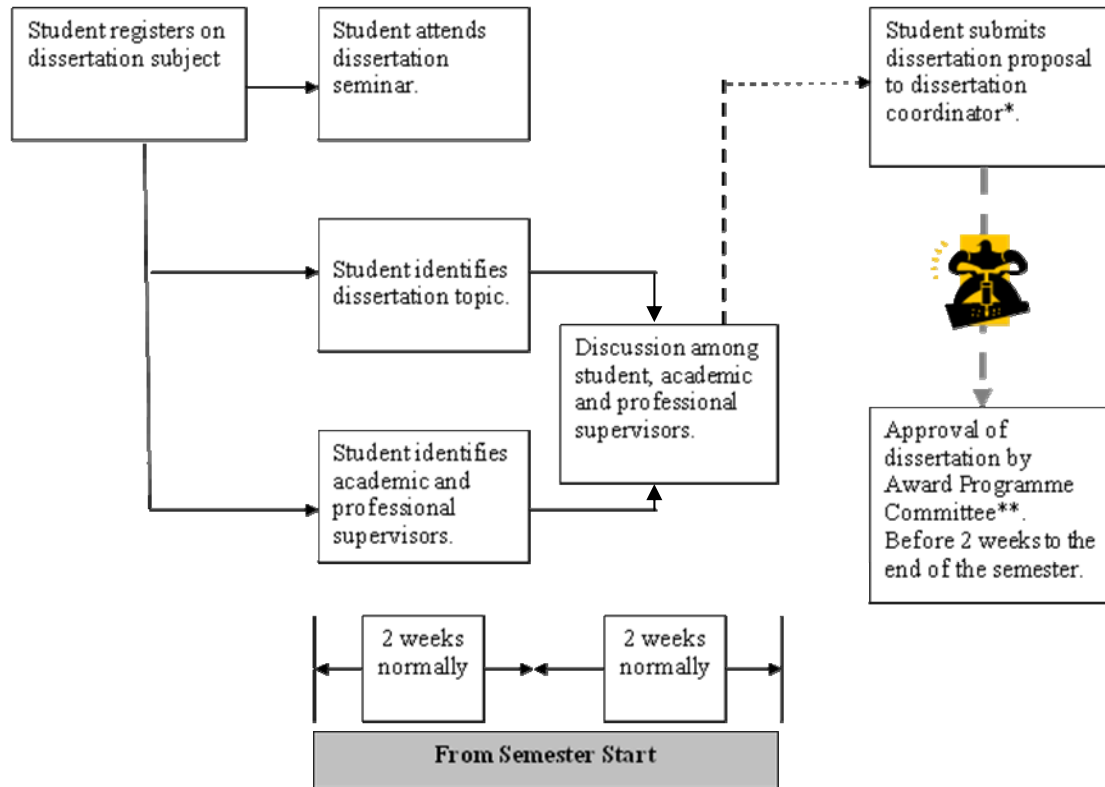 Student registers on
dissertation subject
Student attends
dissertation
seminar.
Student submits
dissertation proposal
to dissertation
coordinator*.
Student identifies
dissertation topic.
Discussion among
student, academic
and professional
supervisors.
Student identifies
academic and
professional
supervisors.
Approval of
dissertation by
Award Programme
Committee**.
Before 2 weeks to the
end of the semester.
2 weeks
normally
2 weeks
normally
From Semester Start